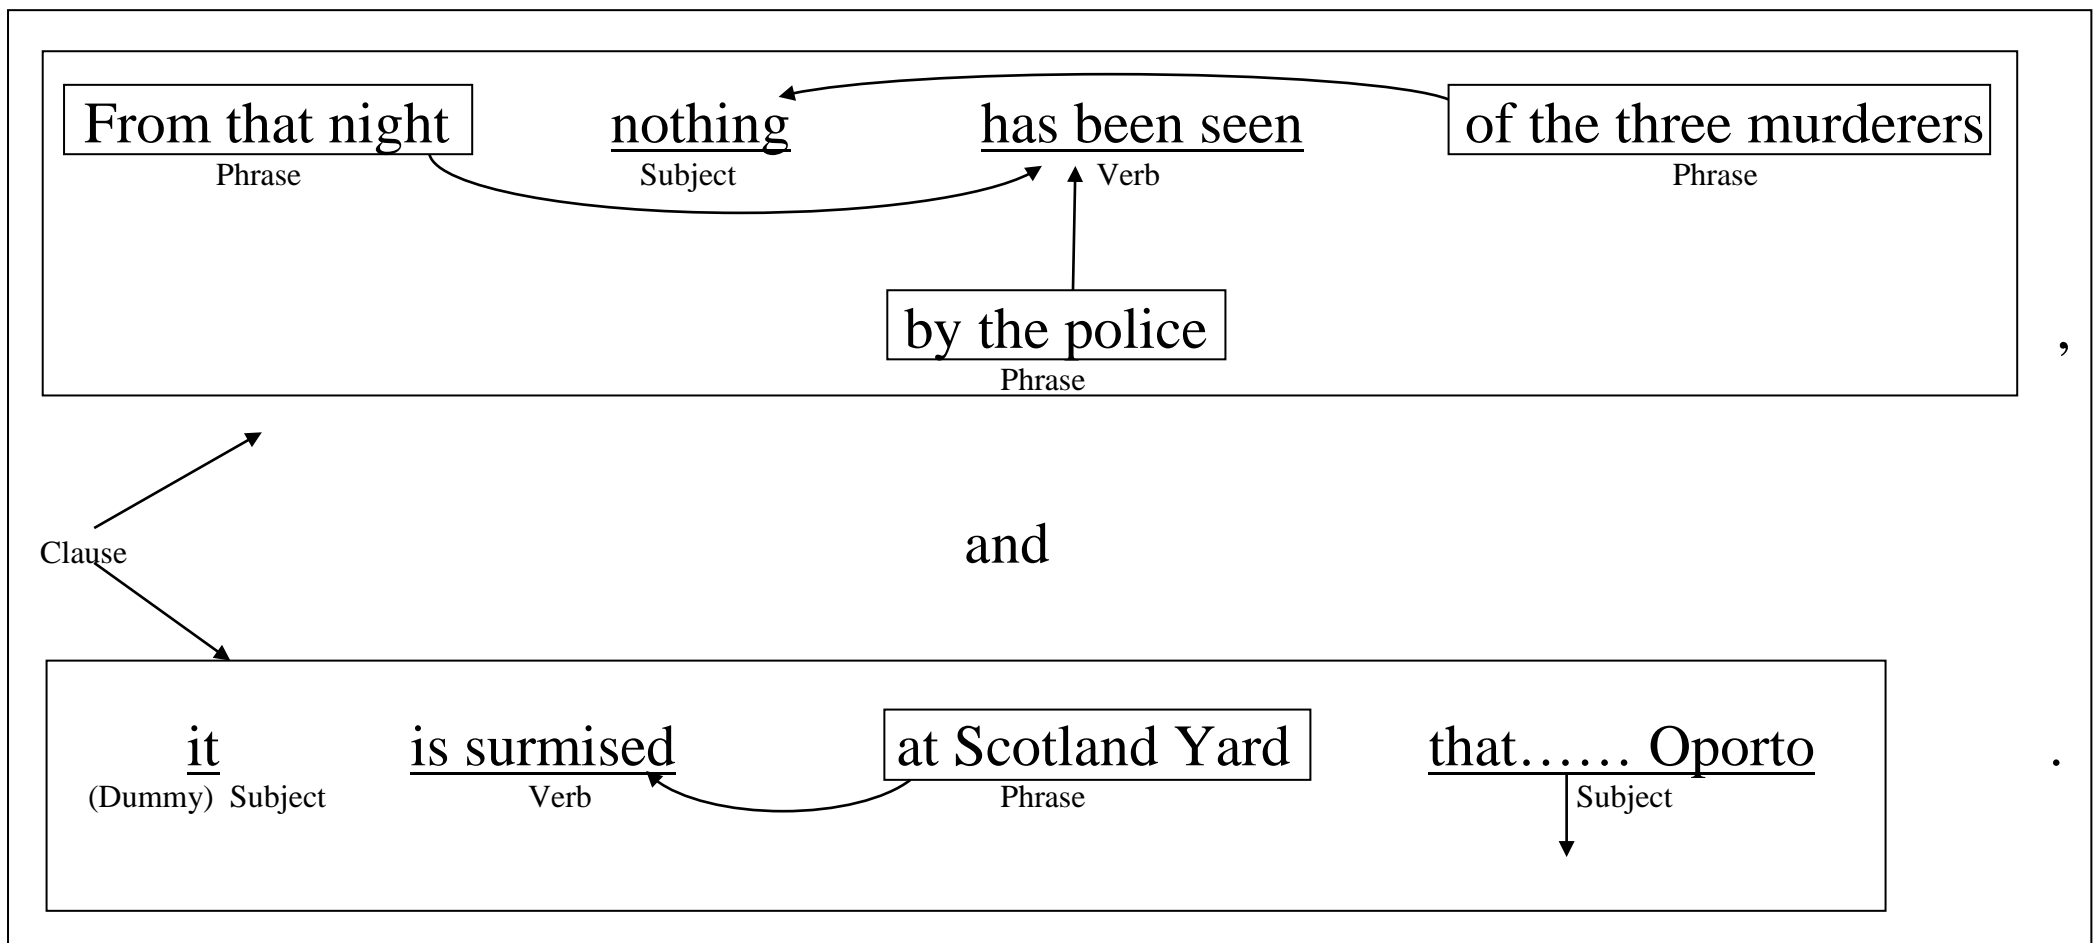 From that night nothing has been seen of the three murderers
Phrase Subject Verb Phrase
by the police ,
Phrase
Clause and
it is surmised at Scotland Yard that…… Oporto .
(Dummy) Subject Verb Phrase Subject